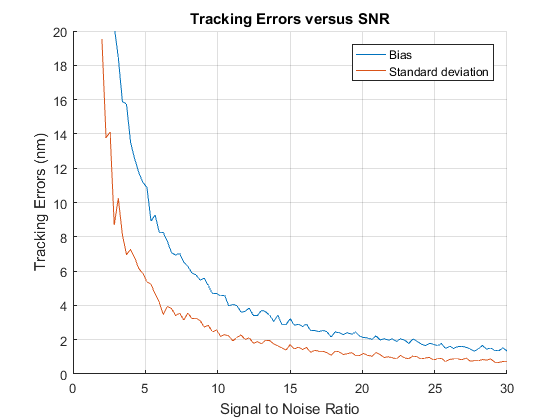 Tracking Errors versus SNR
Bias
Standard deviation
Tracking Errors (nm)
20
18
16
14
12
10
8
6
4
2
0
0 5 10 15 20 25 30
Signal to Noise Ratio